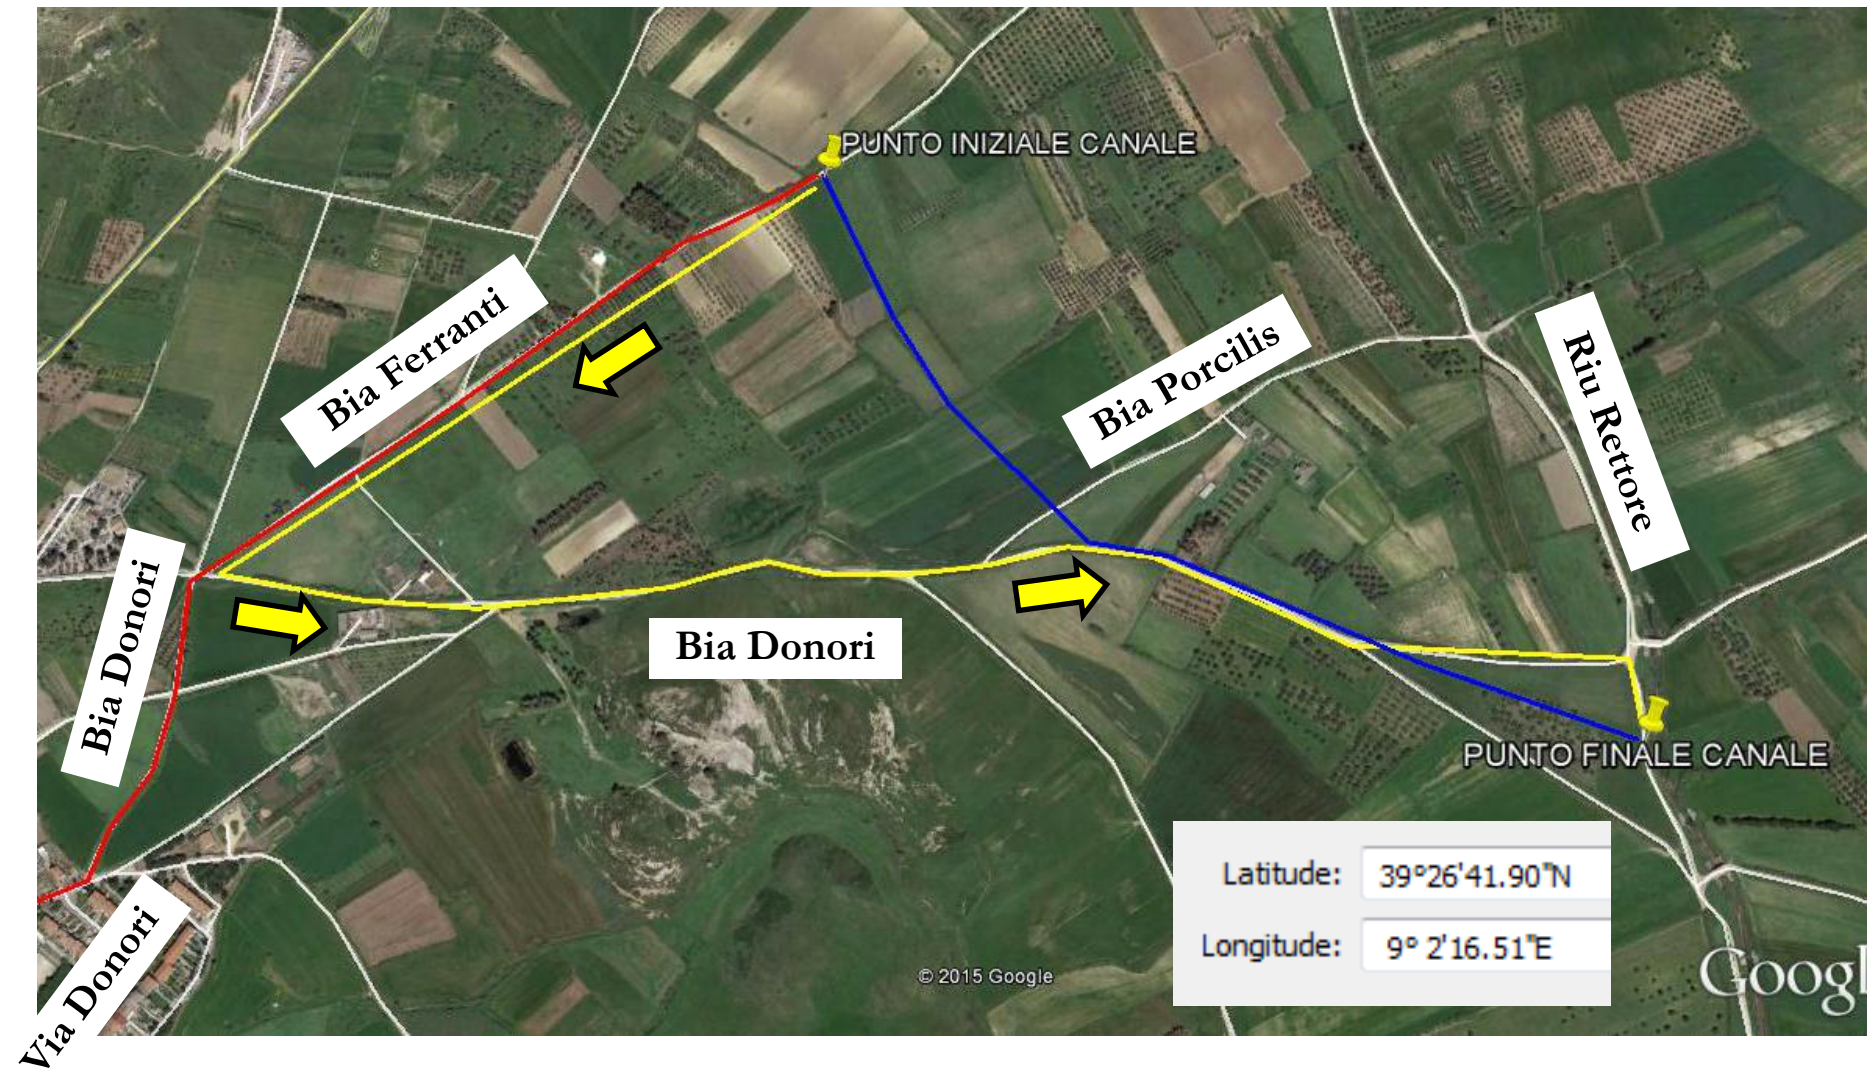 PUNTO INIZIALE CANALE
Bia Ferranti
Bia Porcilis
Riu Rettore
Bia Donori
Bia Donori
PUNTO FINALE CANALE
Via Donori
Latitude: 39°26'41.90"N
Longitude: 9° 2'16.51"E
© 2015 Google
Googl